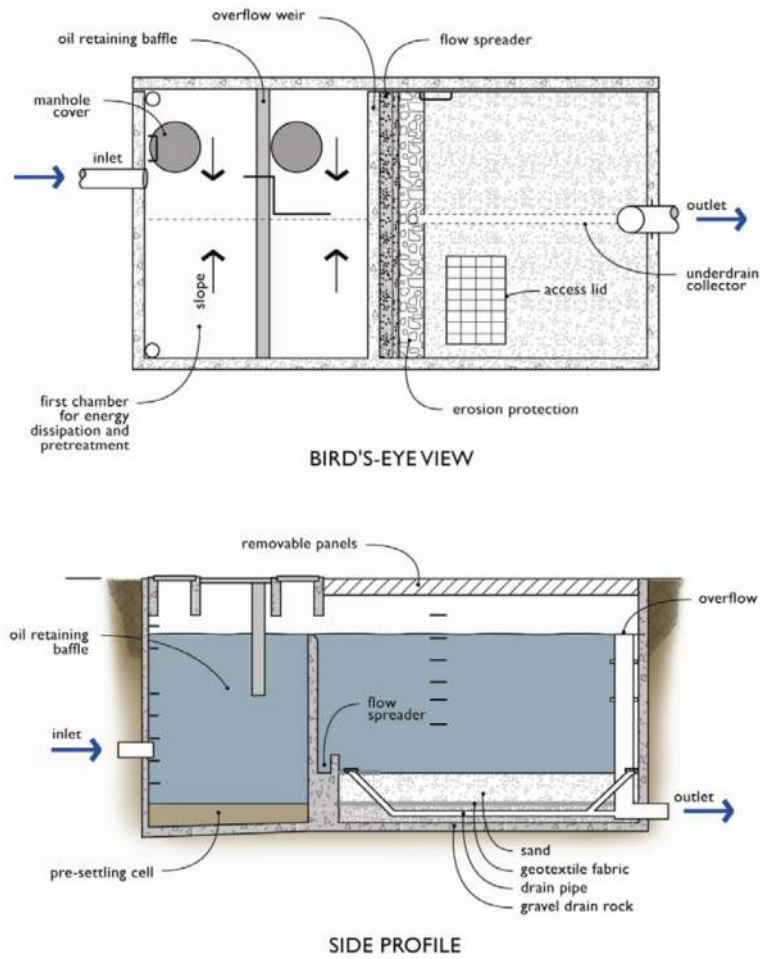 overflow weir
oil retaining baffle
flow spreader
manhole
cover
inlet
outlet
slope
access lid
underdrain
collector
first chamber
for energy
dissipation and
pretreatment
erosion protection
BIRD'S-EYE VIEW
removable panels
overflow
oil retaining
baffle
flow
spreader
inlet
outlet
sand
pre-settling cell
geotextile fabric
drain pipe
gravel drain rock
SIDE PROFILE